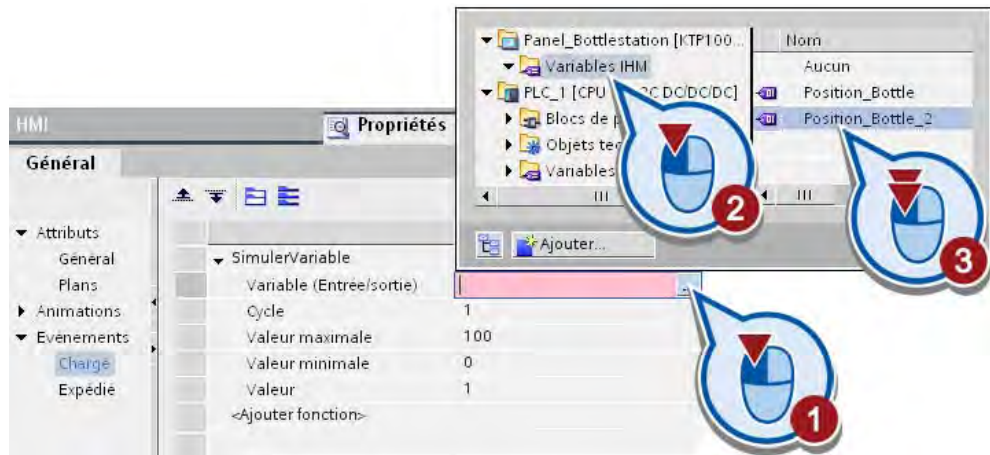 Panel_Bottlestation [KTP100...
Variables IHM
PLC_1 [CPU 2C DC/DC/DC]
Blocs de p
Objets tec
Variables
Nom
Aucun
Position_Bottle
Position_Bottle_2
Ajouter...
2
3
HMI
Propriétés
Général
Attributs
Général
Plans
Animations
Evénements
Chargé
Expédié
SimulerVariable
Variable (Entrée/sortie)
...
Cycle 1
Valeur maximale 100
Valeur minimale 0
Valeur 1
<Ajouter fonction>
1